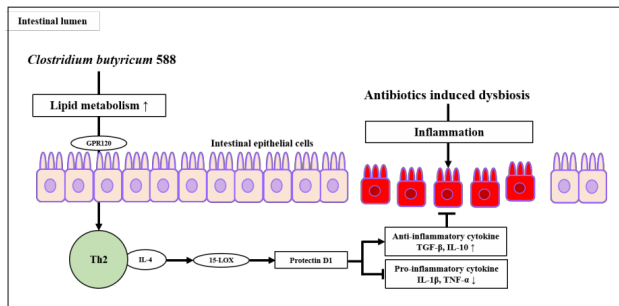 Intestinal lumen
Clostridium butyricum 588
Lipid metabolism ↑
GPR120
Intestinal epithelial cells
Antibiotics induced dysbiosis
Inflammation
Th2
IL-4
15-LOX
Protectin D1
Anti-inflammatory cytokine
TGF-β, IL-10 ↑
Pro-inflammatory cytokine
IL-1β, TNF-α ↓